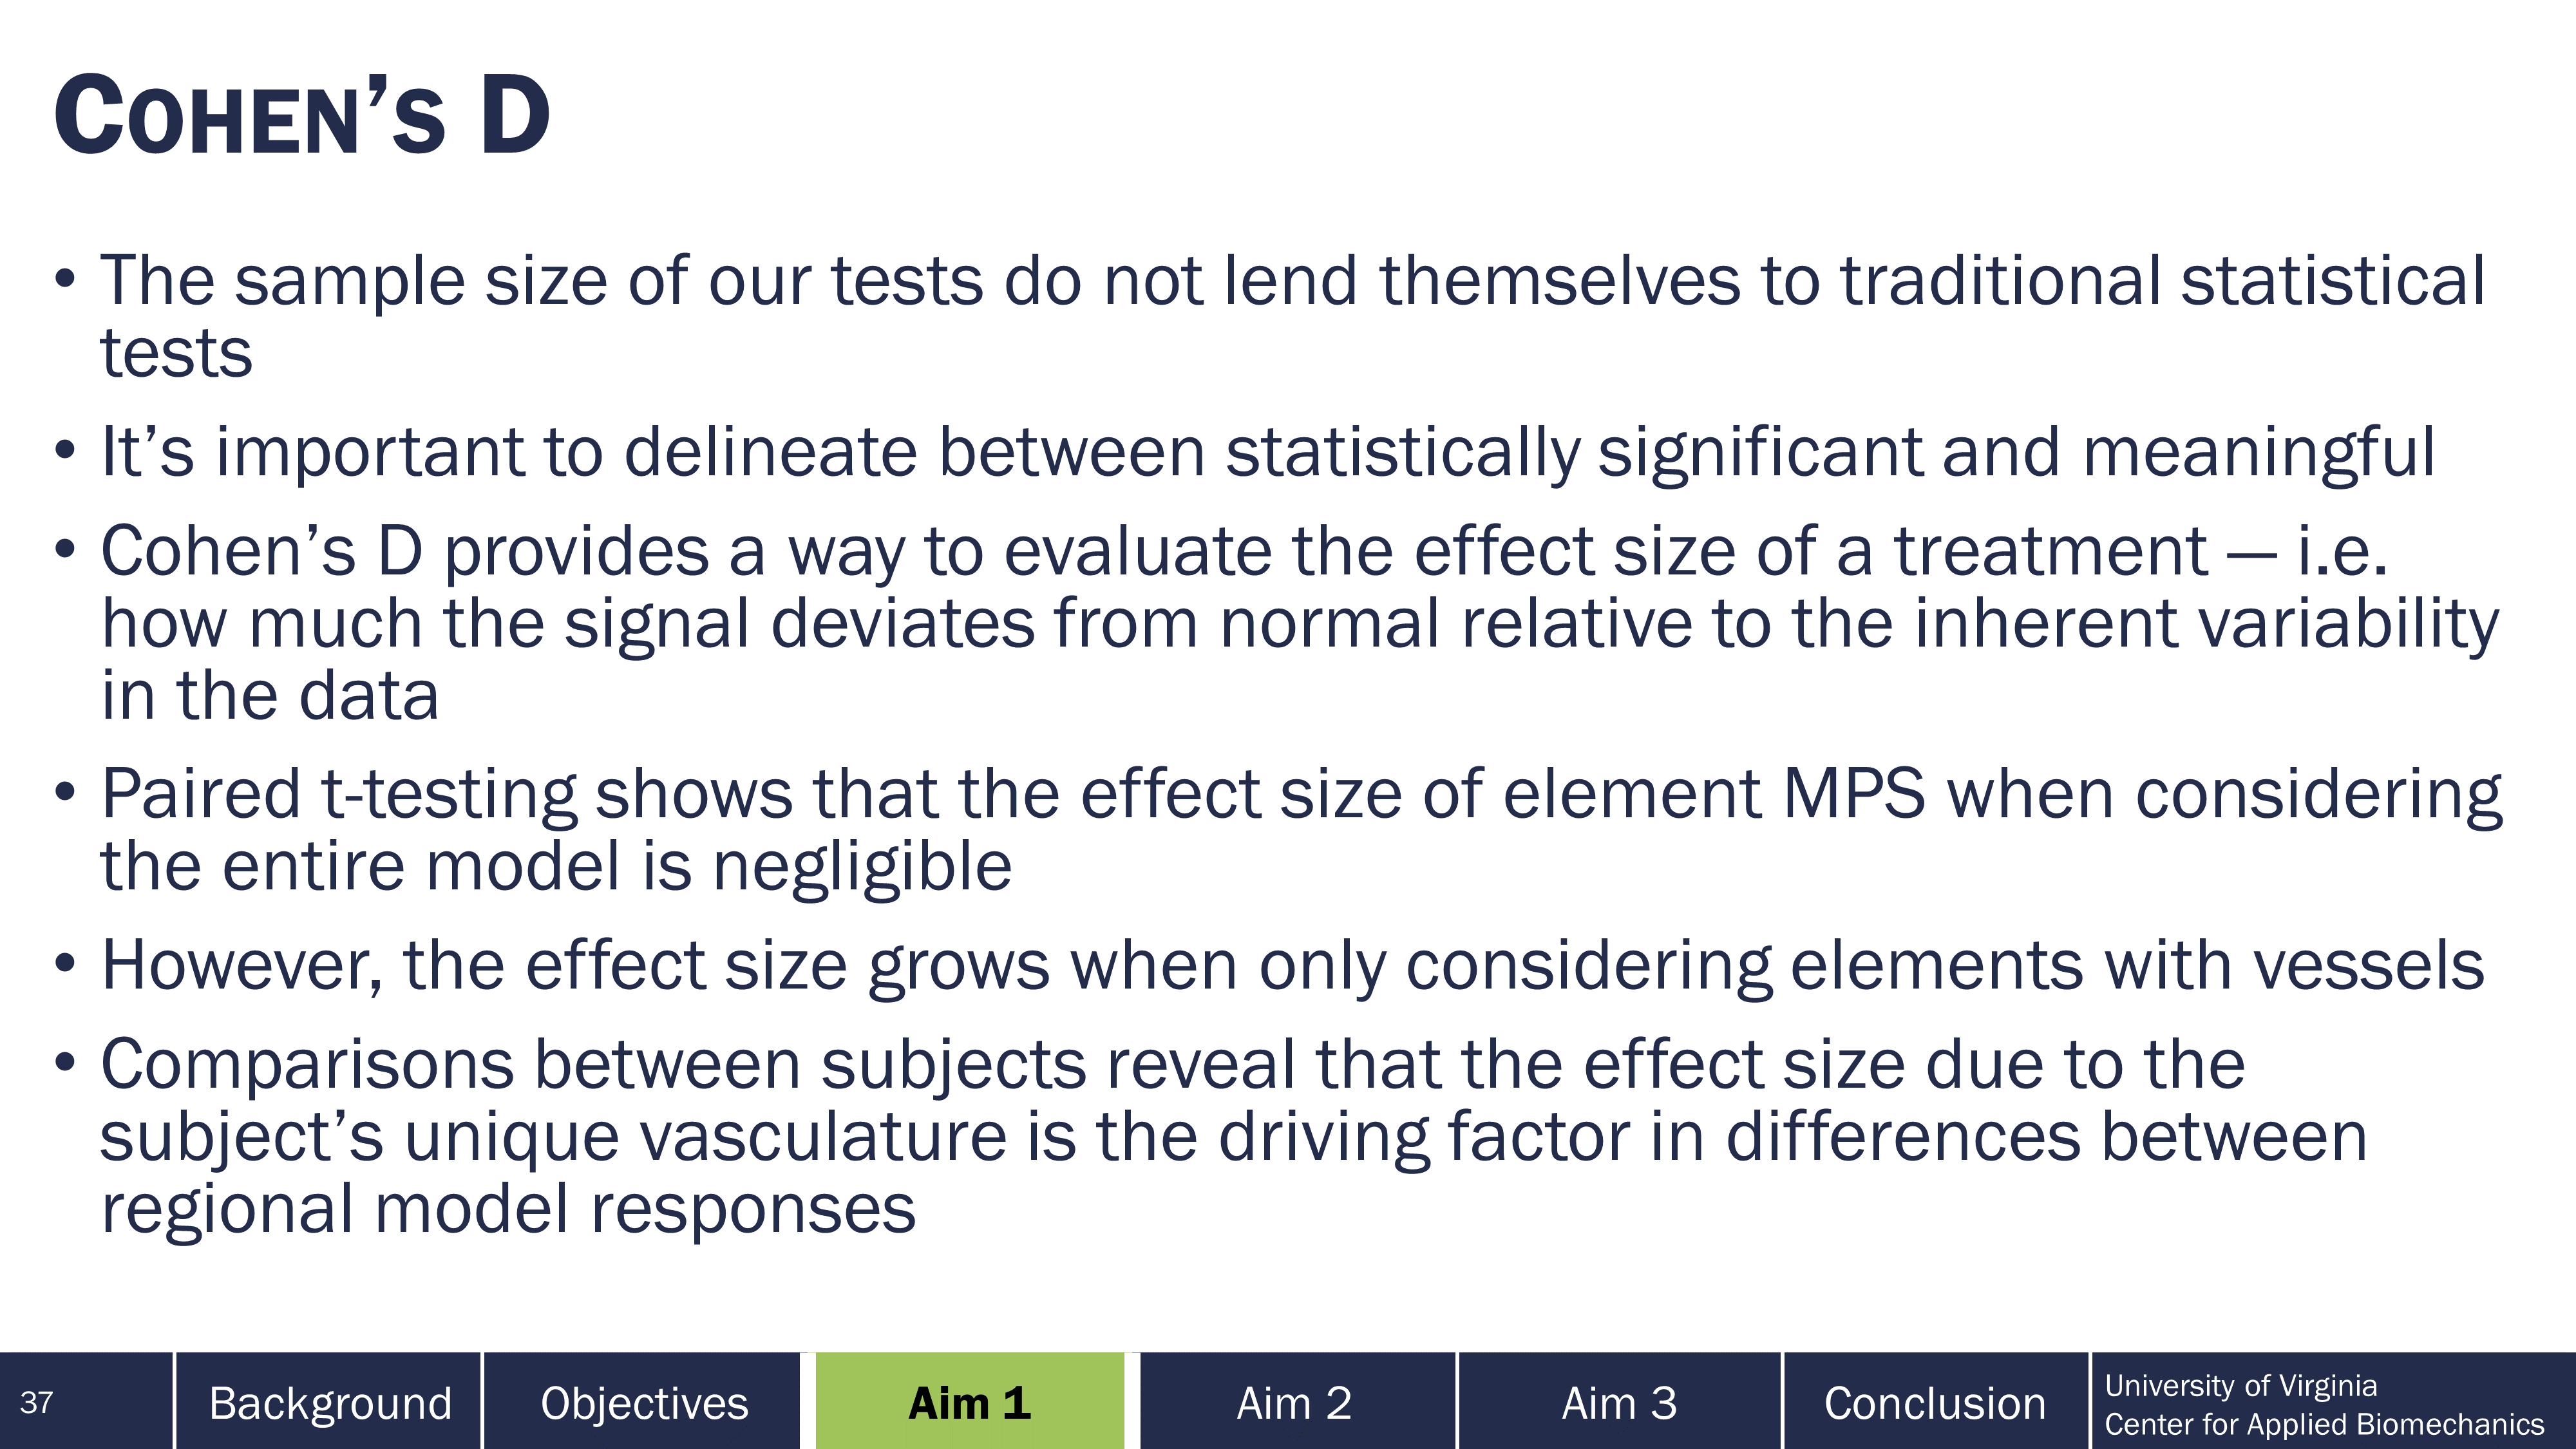 COHEN'S D
• The sample size of our tests do not lend themselves to traditional statistical
tests
• It's important to delineate between statistically significant and meaningful
• Cohen's D provides a way to evaluate the effect size of a treatment — i.e.
how much the signal deviates from normal relative to the inherent variability
in the data
• Paired t-testing shows that the effect size of element MPS when considering
the entire model is negligible
• However, the effect size grows when only considering elements with vessels
• Comparisons between subjects reveal that the effect size due to the
subject's unique vasculature is the driving factor in differences between
regional model responses
37
Background
Objectives
Aim 1
Aim 2
Aim 3
Conclusion
University of Virginia
Center for Applied Biomechanics